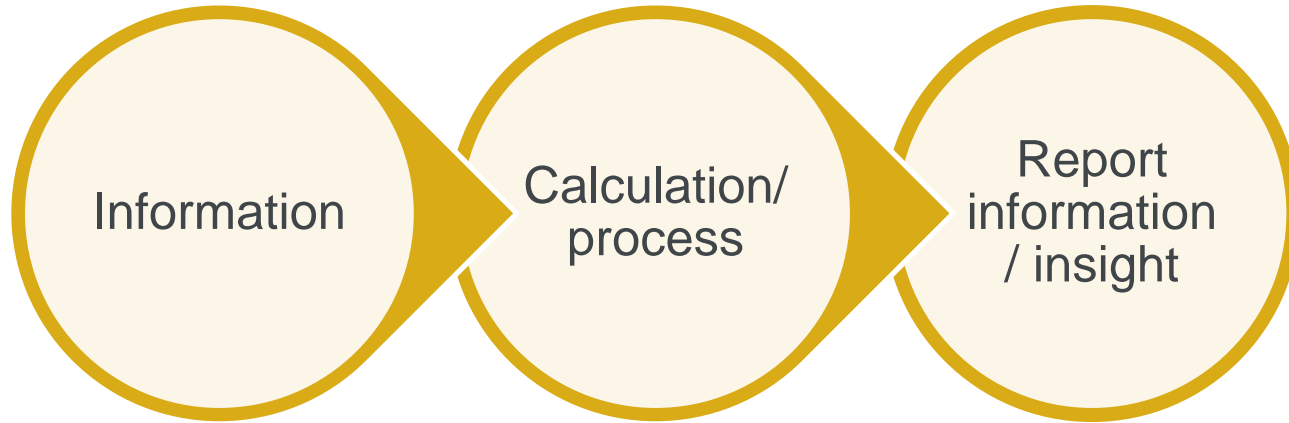 Information
Calculation/
process
Report
information
/ insight